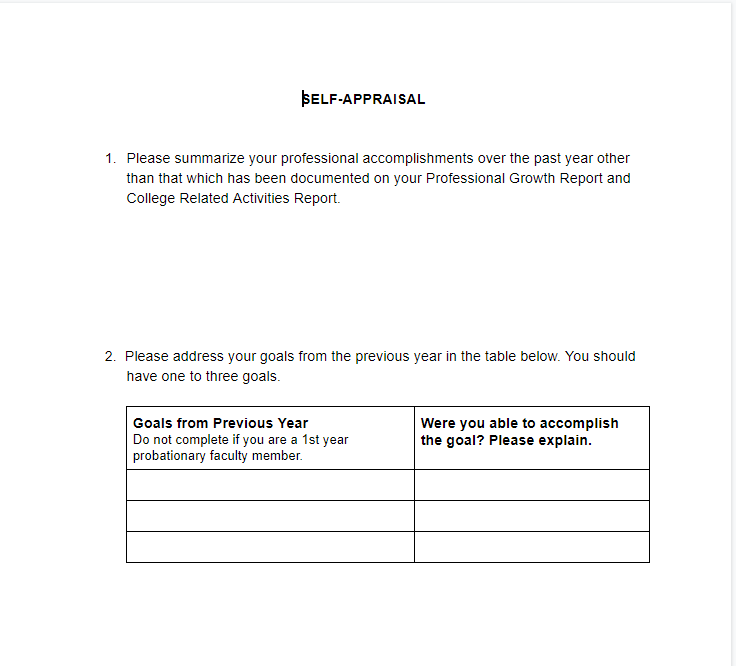 SELF-APPRAISAL
1. Please summarize your professional accomplishments over the past year other
than that which has been documented on your Professional Growth Report and
College Related Activities Report.
2. Please address your goals from the previous year in the table below. You should
have one to three goals.
Goals from Previous Year
Do not complete if you are a 1st year
probationary faculty member.
Were you able to accomplish
the goal? Please explain.